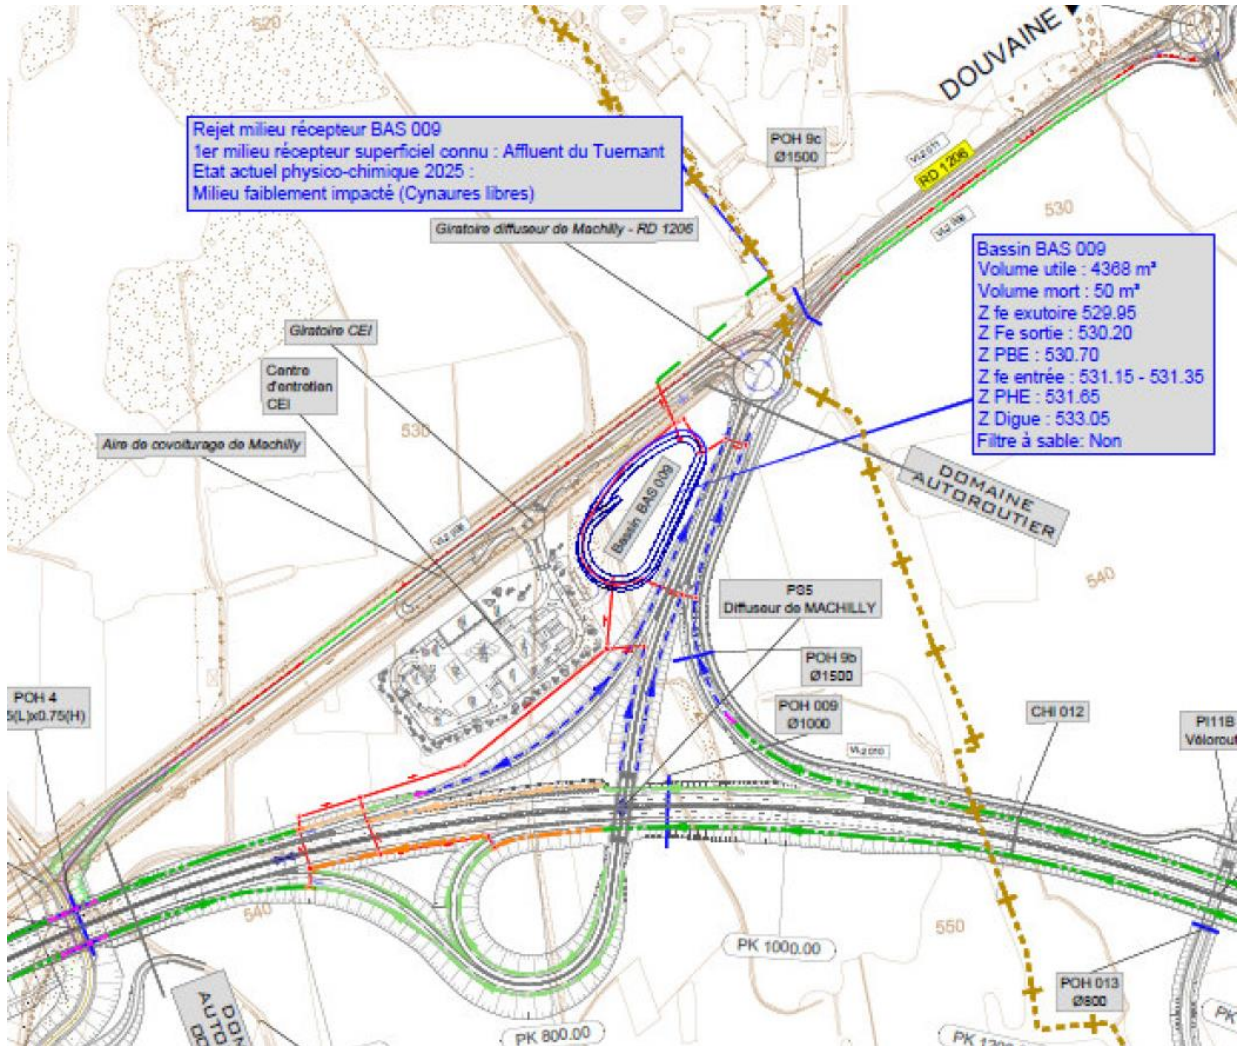 520
DOUVAINE
Rejet milieu récepteur BAS 009
1er milieu récepteur superficiel connu : Affluent du Tuernant
Etat actuel physico-chimique 2025 :
Milieu faiblement impacté (Cynaures libres)
POH 9c
Ø1500
RD 1206
530
Giratoire diffuseur de Machilly - RD 1206
Bassin BAS 009
Volume utile : 4368 m³
Volume mort : 50 m³
Z fe exutoire 529.95
Z Fe sortie : 530.20
Z PBE : 530.70
Z fe entrée : 531.15 - 531.35
Z PHE : 531.65
Z Digue : 533.05
Filtre à sable: Non
Giratoire CEI
Centre
d'entretien
CEI
530
Aire de covoiturage de Machilly
Bassin BAS 009
DOMAINE
AUTOROUTIER
540
PS5
Diffuseur de MACHILLY
POH 9b
Ø1500
POH 4
5(L)x0.75(H)
POH 009
Ø1000
CHI 012
PI11B
Vélorout
540
550
PK 1000.00
POH 013
Ø800
DOM
AUTO
DO
PK 800.00
PK